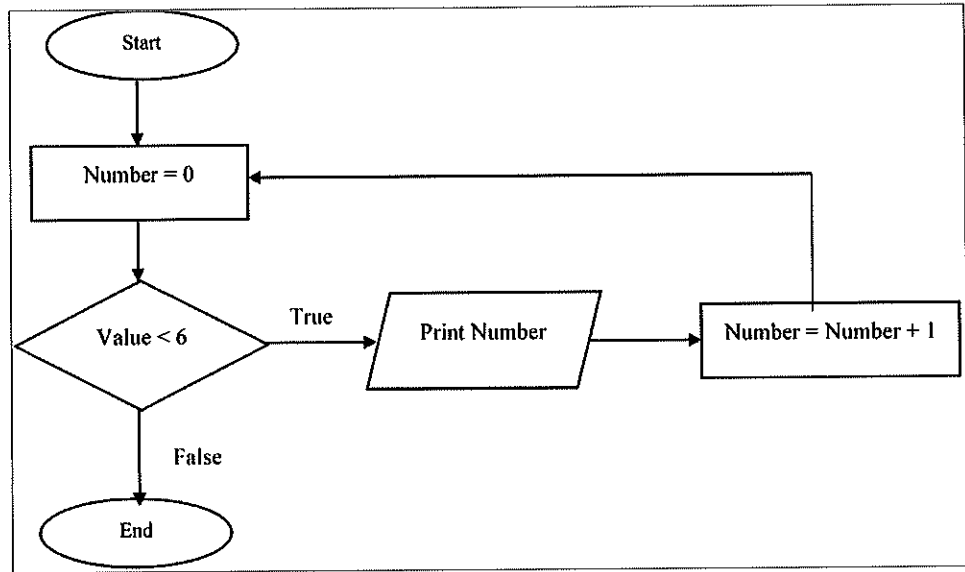 Start
Number = 0
Value < 6
True
Print Number
Number = Number + 1
False
End